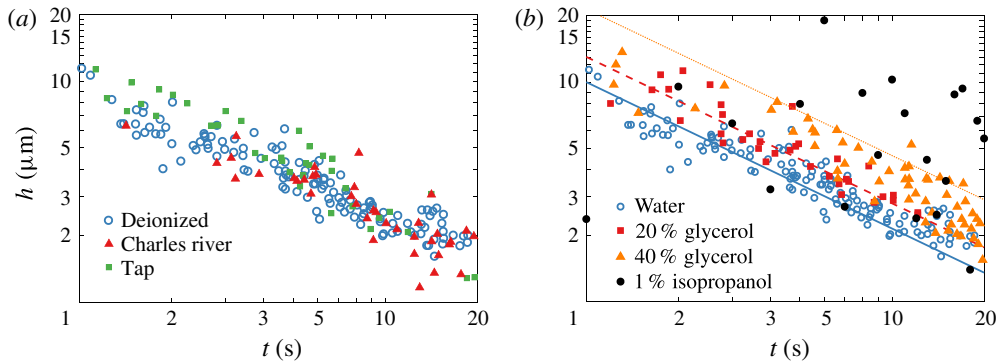 (a)
20
15
10
5
3
2
h (μm)
Deionized
Charles river
Tap
1 2 3 5 10 20
t (s)
(b)
20
15
10
5
3
2
Water
20 % glycerol
40 % glycerol
1 % isopropanol
1 2 3 5 10 20
t (s)